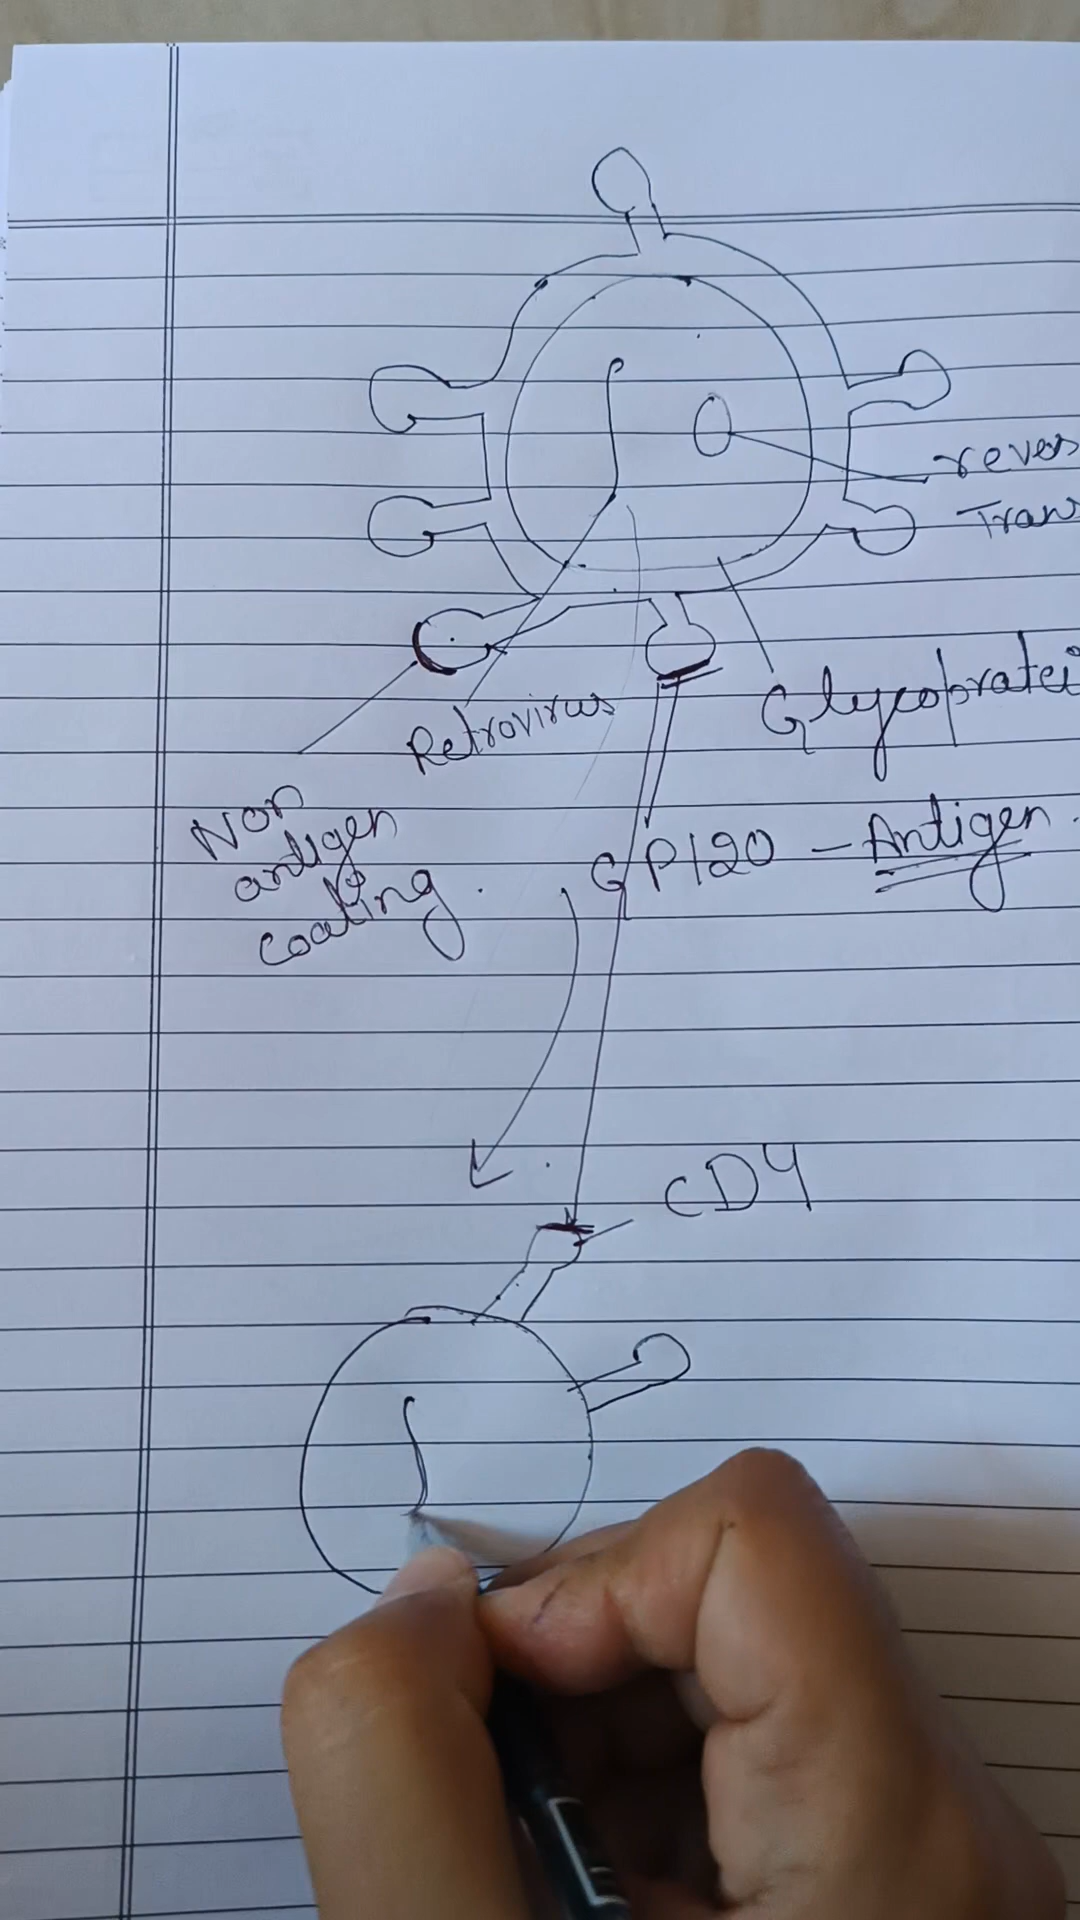 revers
Trans
Glycoprotei
Retrovirus
Non
antigen
coating.
GP120 - Antigen.
CD4